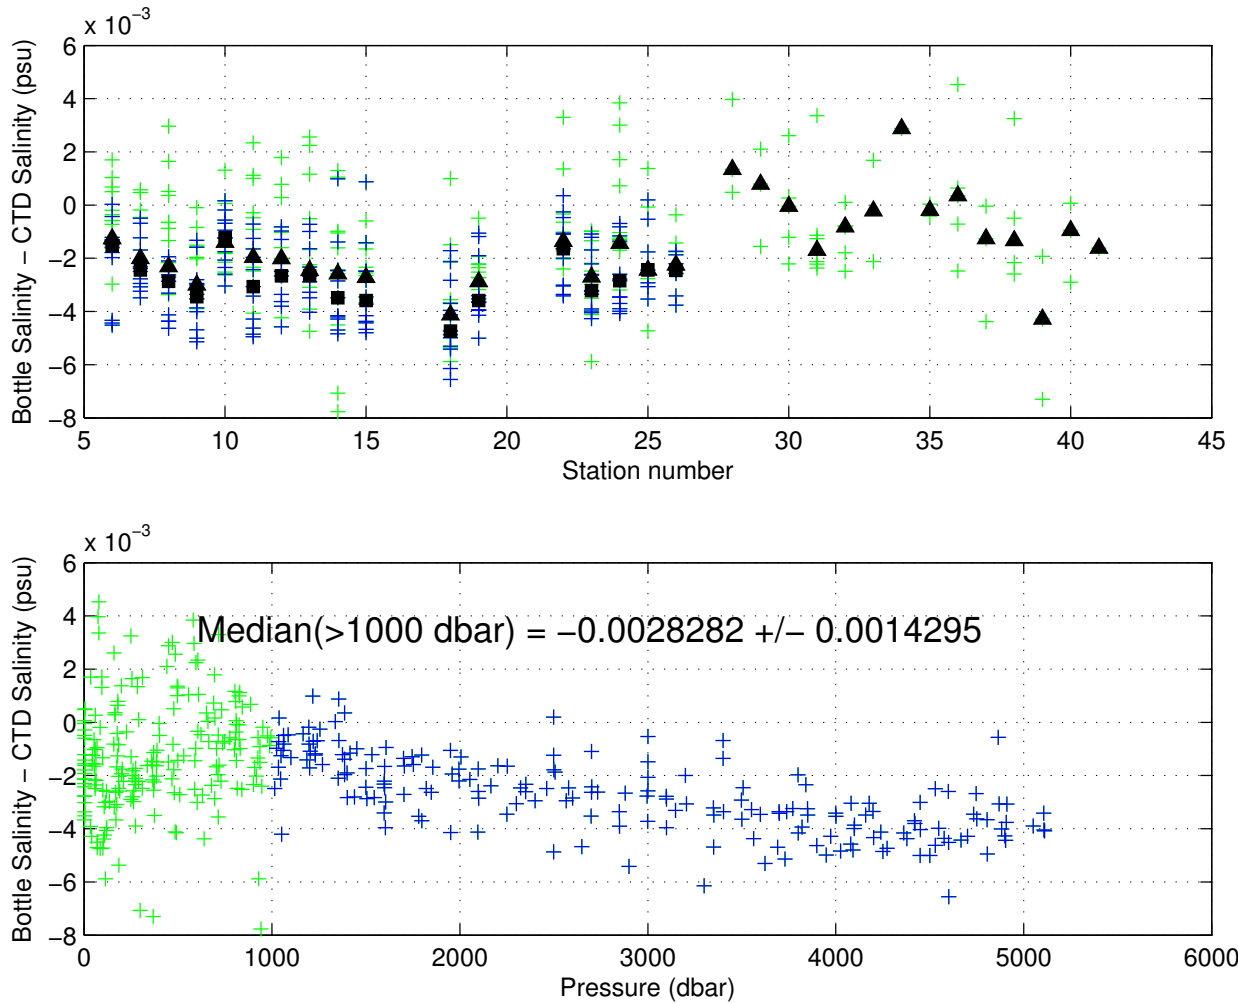 x 10−3
Bottle Salinity – CTD Salinity (psu)
6
4
2
0
−2
−4
−6
−8
5 10 15 20 25 30 35 40 45
Station number
x 10−3
Bottle Salinity – CTD Salinity (psu)
6
4
2
0
−2
−4
−6
−8
Median(>1000 dbar) = −0.0028282 +/− 0.0014295
0 1000 2000 3000 4000 5000 6000
Pressure (dbar)